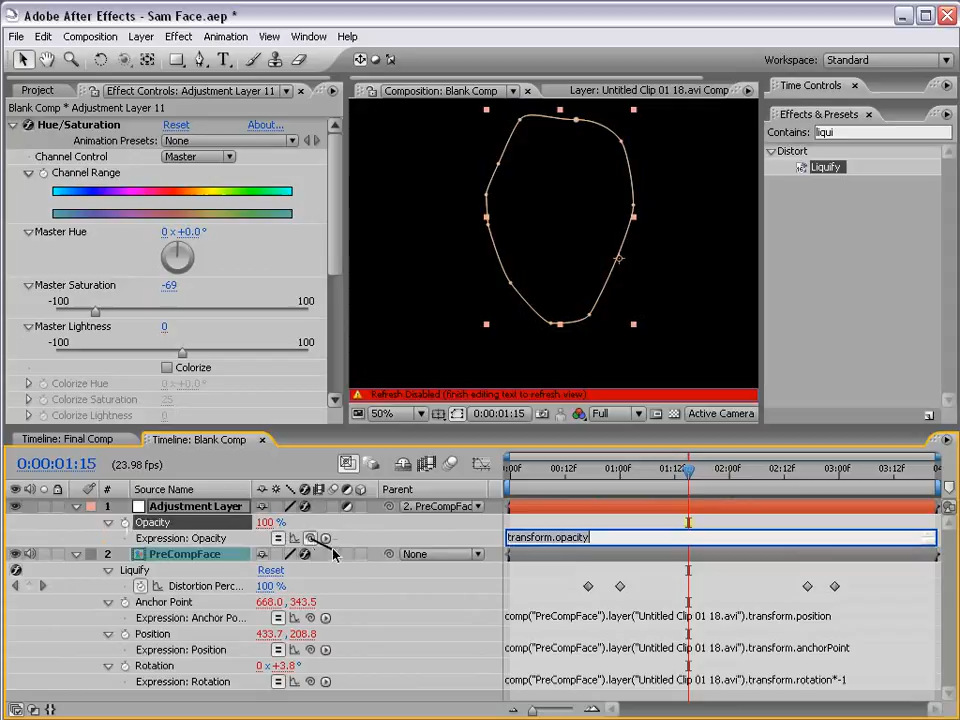 Adobe After Effects - Sam Face.aep *
File Edit Composition Layer Effect Animation View Window Help
Workspace: Standard
Project Effect Controls: Adjustment Layer 11 Composition: Blank Comp Layer: Untitled Clip 01 18.avi Comp Time Controls
Blank Comp * Adjustment Layer 11
Hue/Saturation Reset About...
Animation Presets: None
Channel Control Master
Channel Range
Master Hue 0 x+0.0°
Master Saturation -69
-100 100
Master Lightness 0
-100 100
Colorize
Colorize Hue 0 x+0.0°
Colorize Saturation 25
Colorize Lightness 0
Effects & Presets
Contains: liqui
Distort
Liquify
Refresh Disabled (finish editing text to refresh view)
50% 0:00:01:15 Full Active Camera
Timeline: Final Comp Timeline: Blank Comp
0:00:01:15 (23.98 fps)
:00F 00:12F 01:00F 01:12F 02:00F 02:12F 03:00F 03:12F 04
# Source Name Parent
1 Adjustment Layer 2. PreCompFac
Opacity 100 %
Expression: Opacity transform.opacity
2 PreCompFace None
Liquify Reset
Distortion Perc... 100 %
Anchor Point 668.0, 343.5
Expression: Anchor Po... comp("PreCompFace").layer("Untitled Clip 01 18.avi").transform.position
Position 433.7, 208.8
Expression: Position comp("PreCompFace").layer("Untitled Clip 01 18.avi").transform.anchorPoint
Rotation 0 x+3.8°
Expression: Rotation comp("PreCompFace").layer("Untitled Clip 01 18.avi").transform.rotation*-1